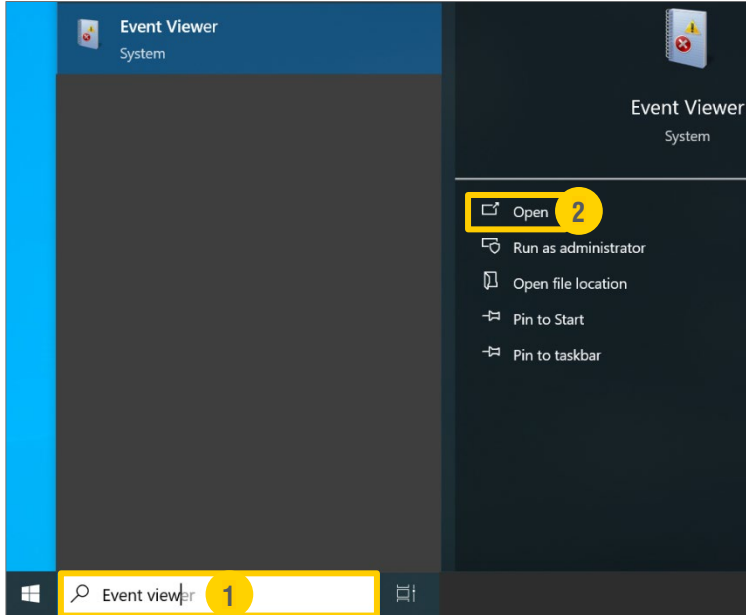 Event Viewer
System
Event Viewer
System
Open 2
Run as administrator
Open file location
Pin to Start
Pin to taskbar
Event viewer 1